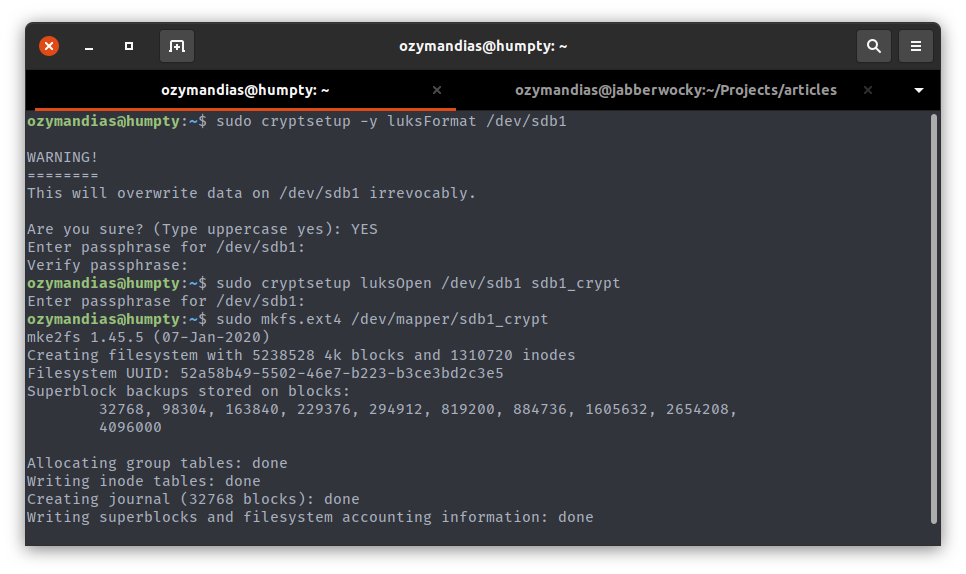 ozymandias@humpty: ~
ozymandias@humpty: ~
ozymandias@jabberwocky:~/Projects/articles
ozymandias@humpty:~$ sudo cryptsetup -y luksFormat /dev/sdb1
WARNING!
========
This will overwrite data on /dev/sdb1 irrevocably.
Are you sure? (Type uppercase yes): YES
Enter passphrase for /dev/sdb1:
Verify passphrase:
ozymandias@humpty:~$ sudo cryptsetup luksOpen /dev/sdb1 sdb1_crypt
Enter passphrase for /dev/sdb1:
ozymandias@humpty:~$ sudo mkfs.ext4 /dev/mapper/sdb1_crypt
mke2fs 1.45.5 (07-Jan-2020)
Creating filesystem with 5238528 4k blocks and 1310720 inodes
Filesystem UUID: 52a58b49-5502-46e7-b223-b3ce3bd2c3e5
Superblock backups stored on blocks:
32768, 98304, 163840, 229376, 294912, 819200, 884736, 1605632, 2654208,
4096000
Allocating group tables: done
Writing inode tables: done
Creating journal (32768 blocks): done
Writing superblocks and filesystem accounting information: done